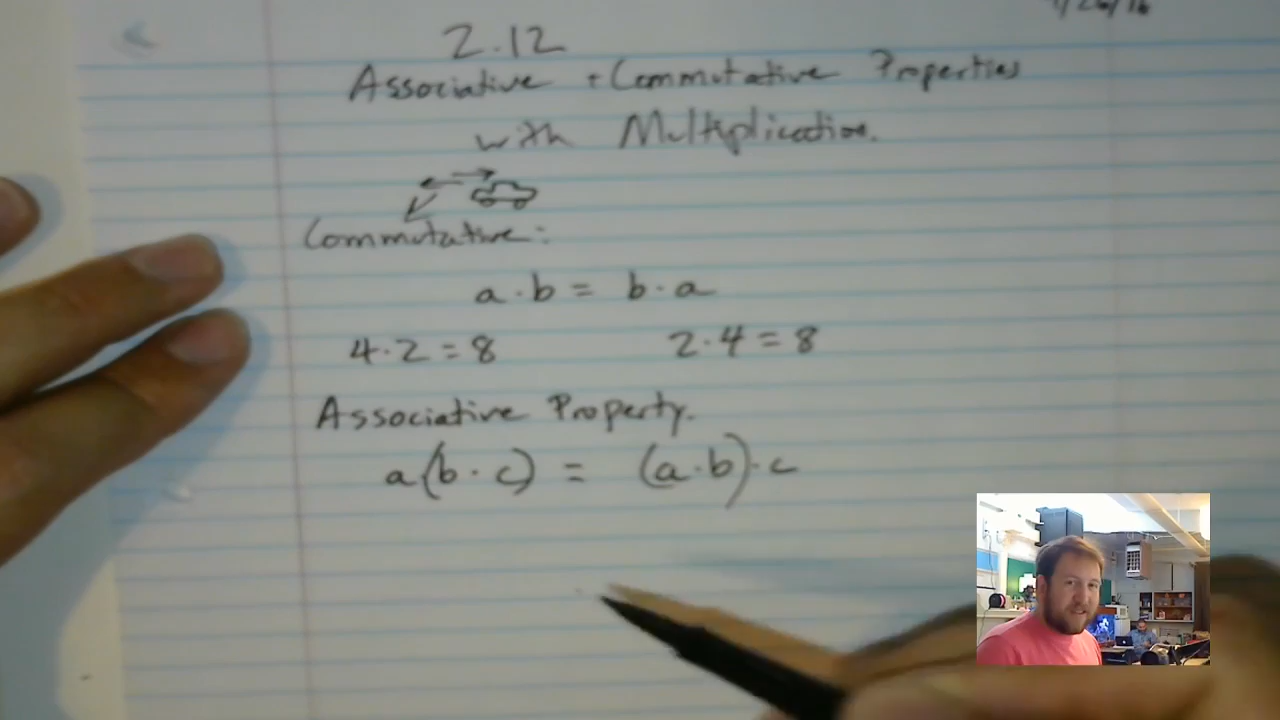 2.12
Associative + Commutative Properties
with Multiplication.
Commutative:
a·b = b·a
4·2 = 8 2·4 = 8
Associative Property.
a(b·c) = (a·b)·c